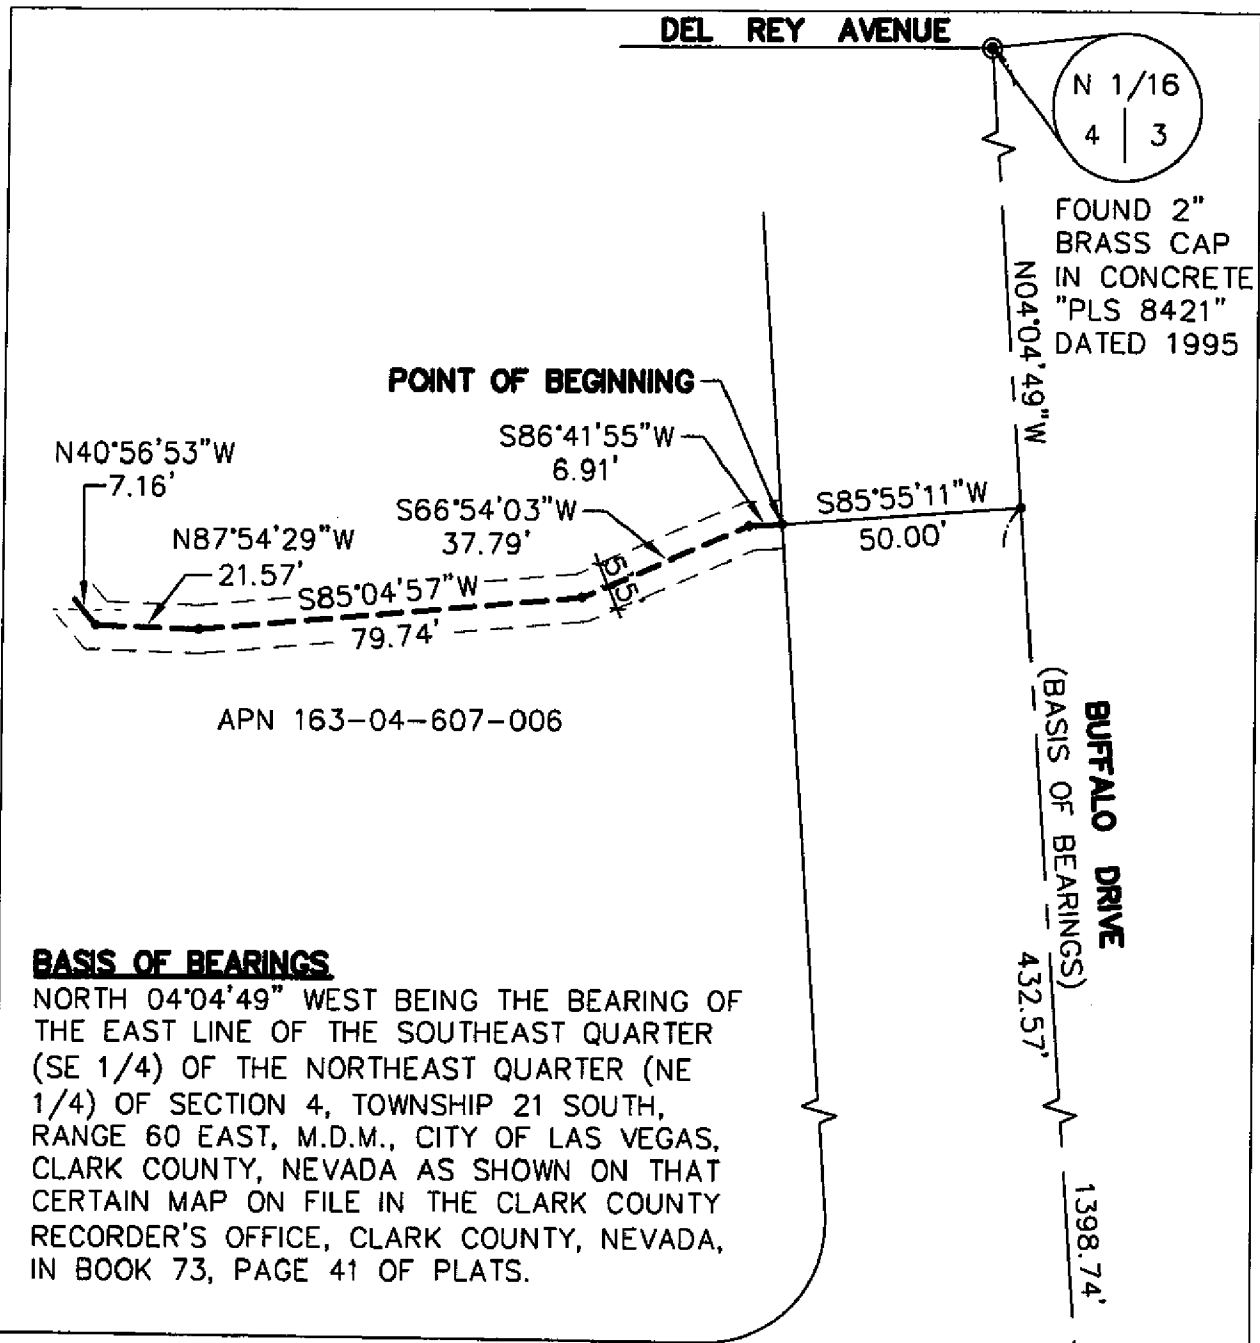 DEL REY AVENUE
N 1/16
4 | 3
FOUND 2"
BRASS CAP
IN CONCRETE
"PLS 8421"
DATED 1995
N04°04'49"W
POINT OF BEGINNING
S86°41'55"W
6.91'
N40°56'53"W
7.16'
S66°54'03"W
37.79'
N87°54'29"W
21.57'
S85°04'57"W
79.74'
5'
5'
S85°55'11"W
50.00'
APN 163-04-607-006
BUFFALO DRIVE
(BASIS OF BEARINGS)
432.57'
1398.74'
BASIS OF BEARINGS
NORTH 04°04'49" WEST BEING THE BEARING OF
THE EAST LINE OF THE SOUTHEAST QUARTER
(SE 1/4) OF THE NORTHEAST QUARTER (NE
1/4) OF SECTION 4, TOWNSHIP 21 SOUTH,
RANGE 60 EAST, M.D.M., CITY OF LAS VEGAS,
CLARK COUNTY, NEVADA AS SHOWN ON THAT
CERTAIN MAP ON FILE IN THE CLARK COUNTY
RECORDER'S OFFICE, CLARK COUNTY, NEVADA,
IN BOOK 73, PAGE 41 OF PLATS.